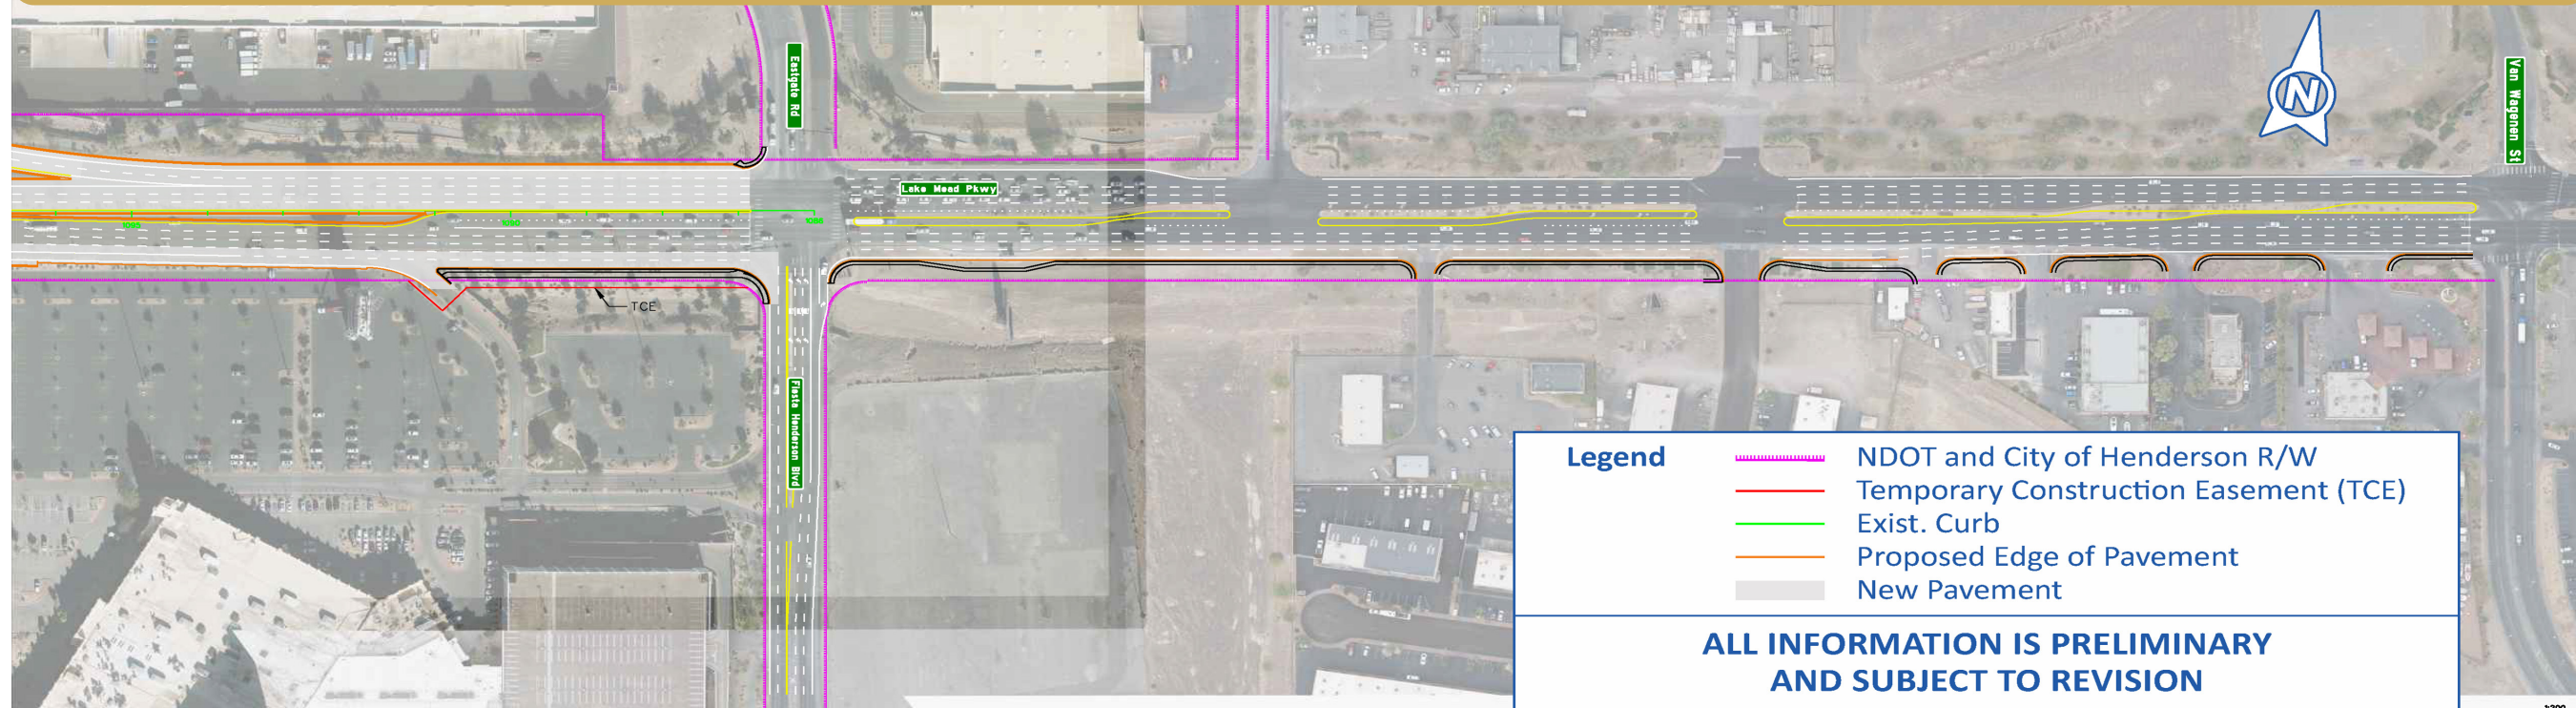 Eastgate Rd
Van Wagenen St
N
Lake Mead Pkwy
TCE
Fiesta Henderson Blvd
Legend
NDOT and City of Henderson R/W
Temporary Construction Easement (TCE)
Exist. Curb
Proposed Edge of Pavement
New Pavement
ALL INFORMATION IS PRELIMINARY
AND SUBJECT TO REVISION